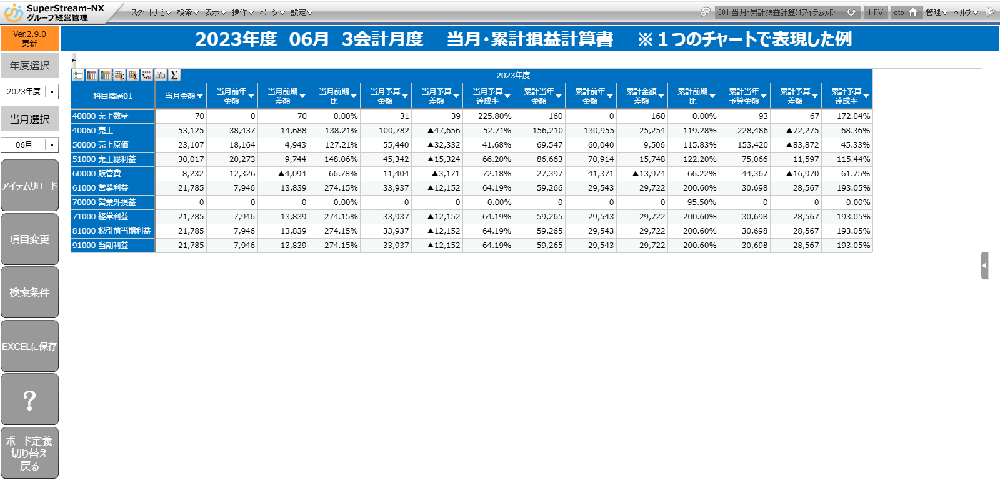 SuperStream-NX
グループ経営管理
スタートナビ▽ 検索▽ 表示▽ 操作▽ ページ▽ 設定▽
001_当月・累計損益計算(1アイテム)ボー.. 1 PV cto 管理▽ ヘルプ▽
Ver.2.9.0
更新
2023年度 06月 3会計月度 当月・累計損益計算書 ※１つのチャートで表現した例
年度選択
2023年度
当月選択
06月
アイテムリロード
項目変更
検索条件
EXCELに保存
?
ボード定義
切り替え
戻る
2023年度
科目階層01 当月金額 当月前年金額 当月前期差額 当月前期比 当月予算金額 当月予算差額 当月予算達成率 累計当年金額 累計前年金額 累計金額差額 累計前期比 累計当年予算金額 累計予算差額 累計予算達成率
40000 売上数量 70 0 70 0.00% 31 39 225.80% 160 0 160 0.00% 93 67 172.04%
40060 売上 53,125 38,437 14,688 138.21% 100,782 ▲47,656 52.71% 156,210 130,955 25,254 119.28% 228,486 ▲72,275 68.36%
50000 売上原価 23,107 18,164 4,943 127.21% 55,440 ▲32,332 41.68% 69,547 60,040 9,506 115.83% 153,420 ▲83,872 45.33%
51000 売上総利益 30,017 20,273 9,744 148.06% 45,342 ▲15,324 66.20% 86,663 70,914 15,748 122.20% 75,066 11,597 115.44%
60000 販管費 8,232 12,326 ▲4,094 66.78% 11,404 ▲3,171 72.18% 27,397 41,371 ▲13,974 66.22% 44,367 ▲16,970 61.75%
61000 営業利益 21,785 7,946 13,839 274.15% 33,937 ▲12,152 64.19% 59,266 29,543 29,722 200.60% 30,698 28,567 193.05%
70000 営業外損益 0 0 0 0.00% 0 0 0.00% 0 0 0 95.50% 0 0 0.00%
71000 経常利益 21,785 7,946 13,839 274.15% 33,937 ▲12,152 64.19% 59,265 29,543 29,722 200.60% 30,698 28,567 193.05%
81000 税引前当期利益 21,785 7,946 13,839 274.15% 33,937 ▲12,152 64.19% 59,265 29,543 29,722 200.60% 30,698 28,567 193.05%
91000 当期利益 21,785 7,946 13,839 274.15% 33,937 ▲12,152 64.19% 59,265 29,543 29,722 200.60% 30,698 28,567 193.05%